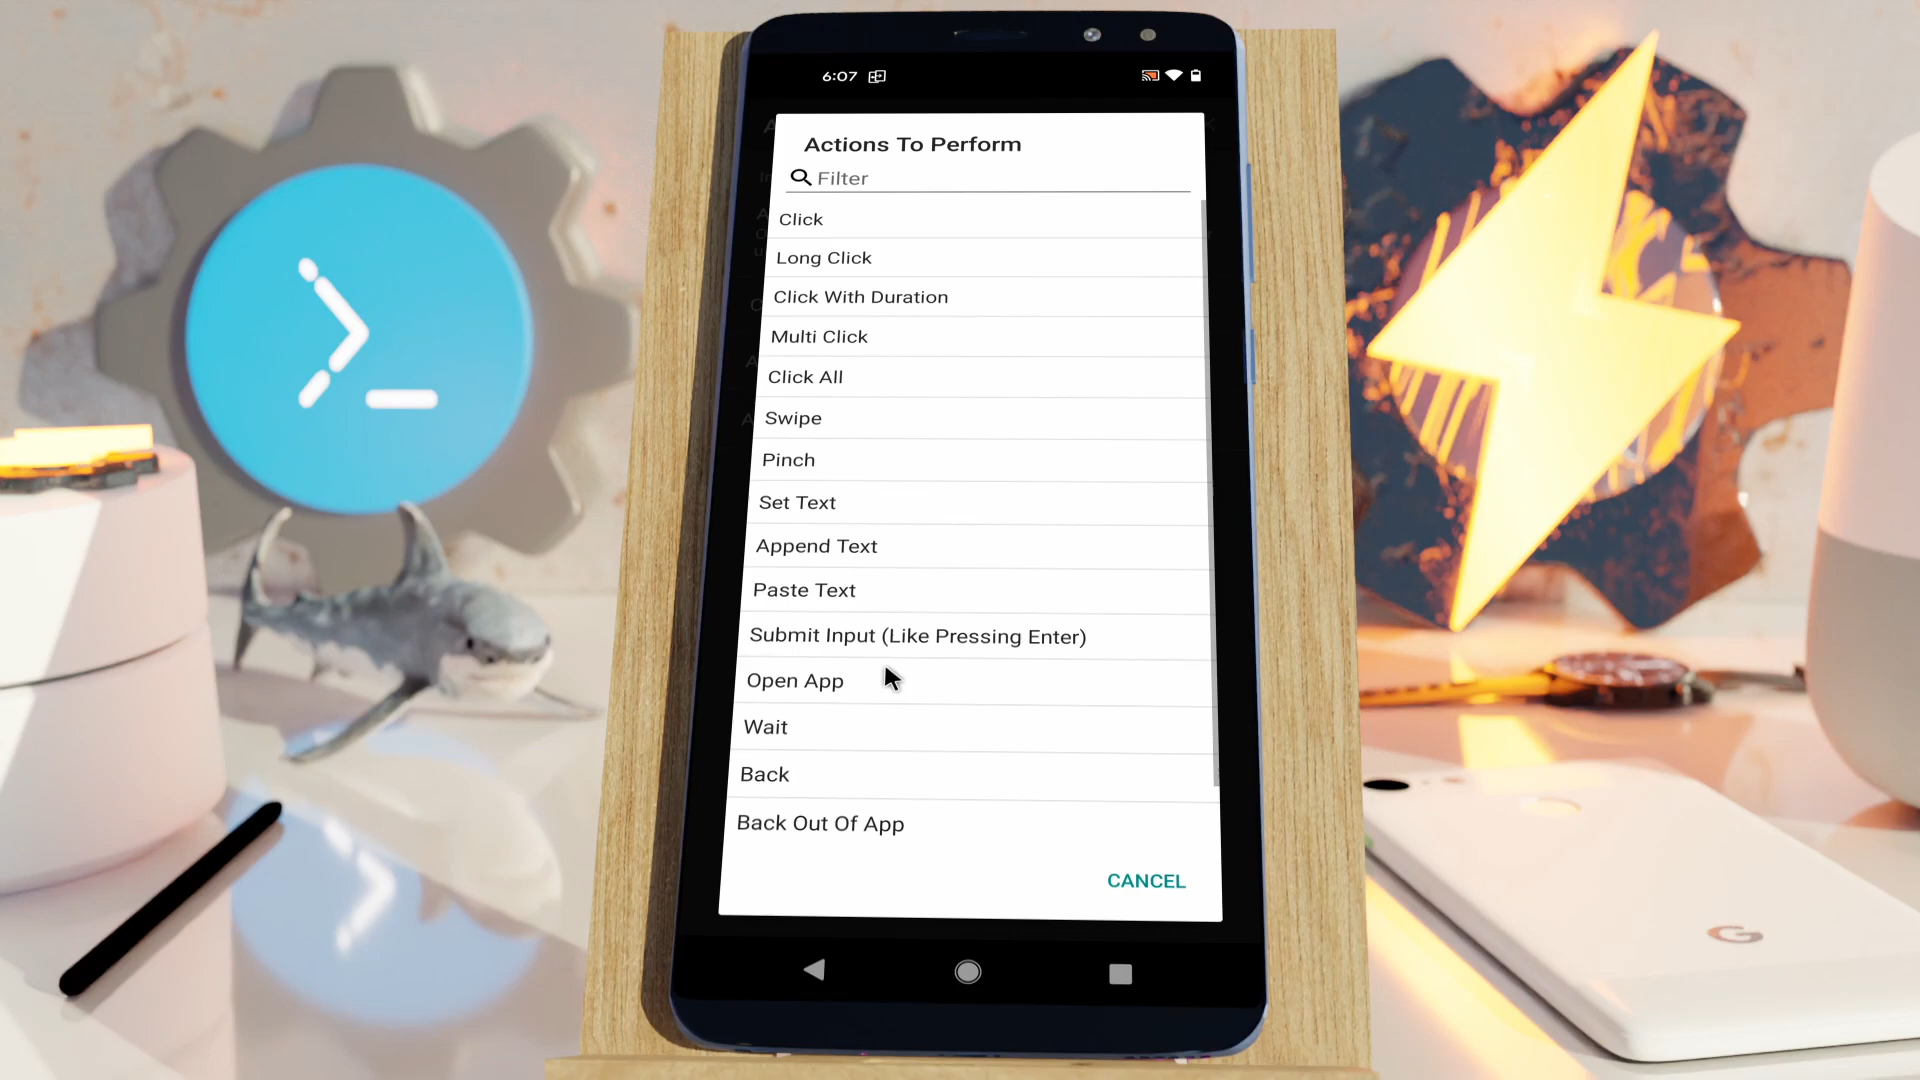 6:07
Actions To Perform
Filter
Click
Long Click
Click With Duration
Multi Click
Click All
Swipe
Pinch
Set Text
Append Text
Paste Text
Submit Input (Like Pressing Enter)
Open App
Wait
Back
Back Out Of App
CANCEL
G